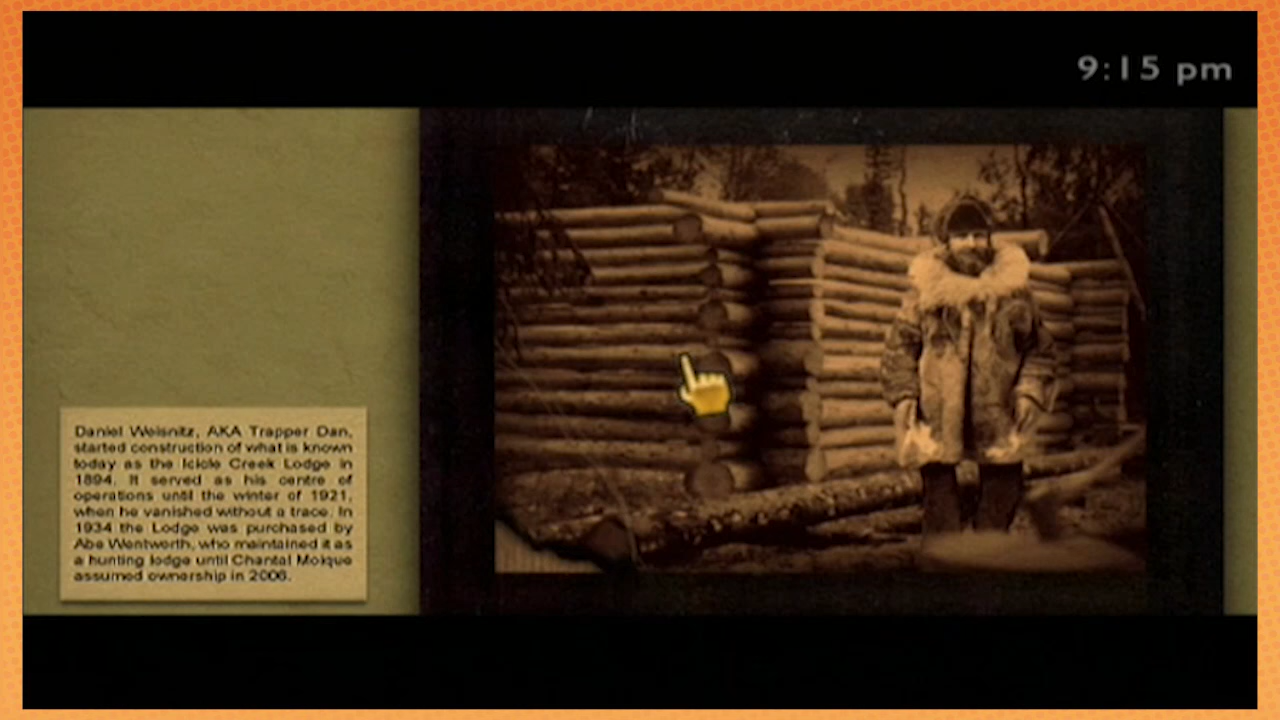 9:15 pm
Daniel Weisnitz, AKA Trapper Dan,
started construction of what is known
today as the Icicle Creek Lodge in
1894. It served as his centre of
operations until the winter of 1921,
when he vanished without a trace. In
1934 the Lodge was purchased by
Abe Wentworth, who maintained it as
a hunting lodge until Chantal Moique
assumed ownership in 2006.